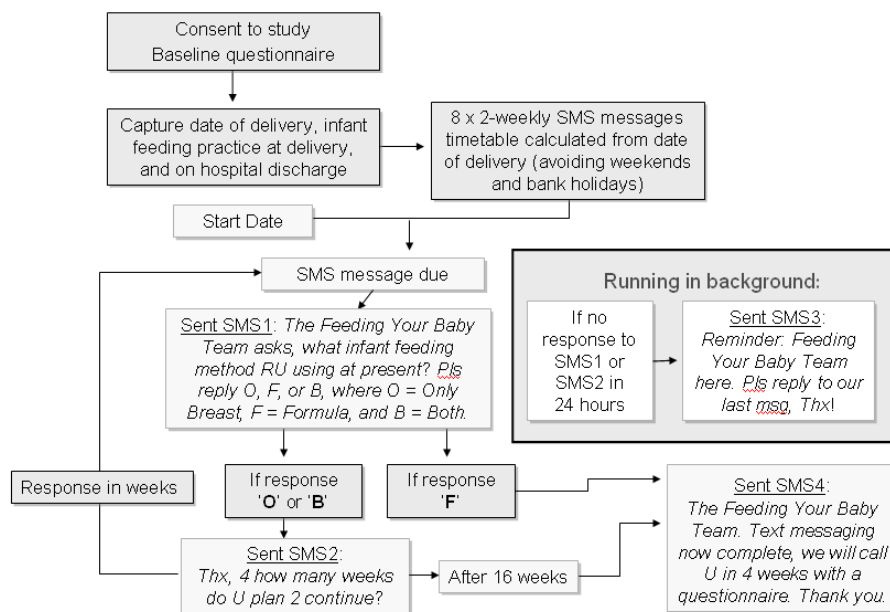 Consent to study
Baseline questionnaire
Capture date of delivery, infant
feeding practice at delivery,
and on hospital discharge
8 x 2-weekly SMS messages
timetable calculated from date
of delivery (avoiding weekends
and bank holidays)
Start Date
SMS message due
Sent SMS1: The Feeding Your Baby
Team asks, what infant feeding
method RU using at present? Pls
reply O, F, or B, where O = Only
Breast, F = Formula, and B = Both.
Running in background:
If no
response to
SMS1 or
SMS2 in
24 hours
Sent SMS3:
Reminder: Feeding
Your Baby Team
here. Pls reply to our
last msg, Thx!
Response in weeks
If response
'O' or 'B'
If response
'F'
Sent SMS2:
Thx, 4 how many weeks
do U plan 2 continue?
After 16 weeks
Sent SMS4:
The Feeding Your Baby
Team. Text messaging
now complete, we will call
U in 4 weeks with a
questionnaire. Thank you.